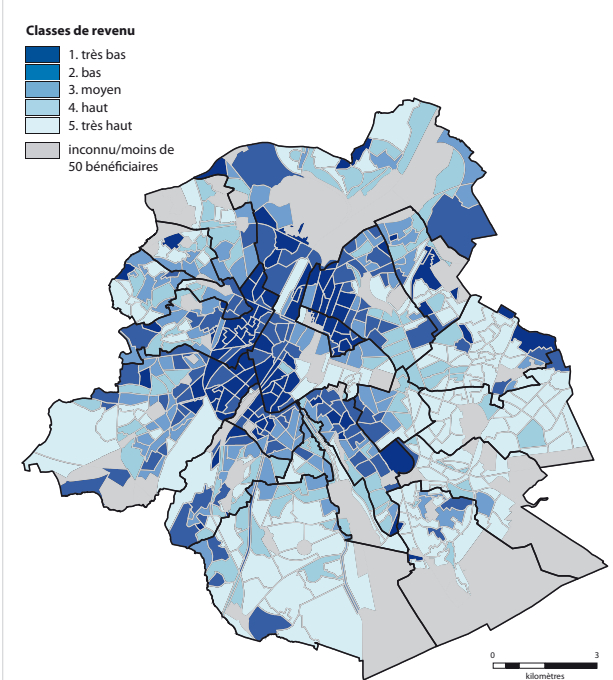 Classes de revenu
1. très bas
2. bas
3. moyen
4. haut
5. très haut
inconnu/moins de
50 bénéficiaires
0 3
kilomètres